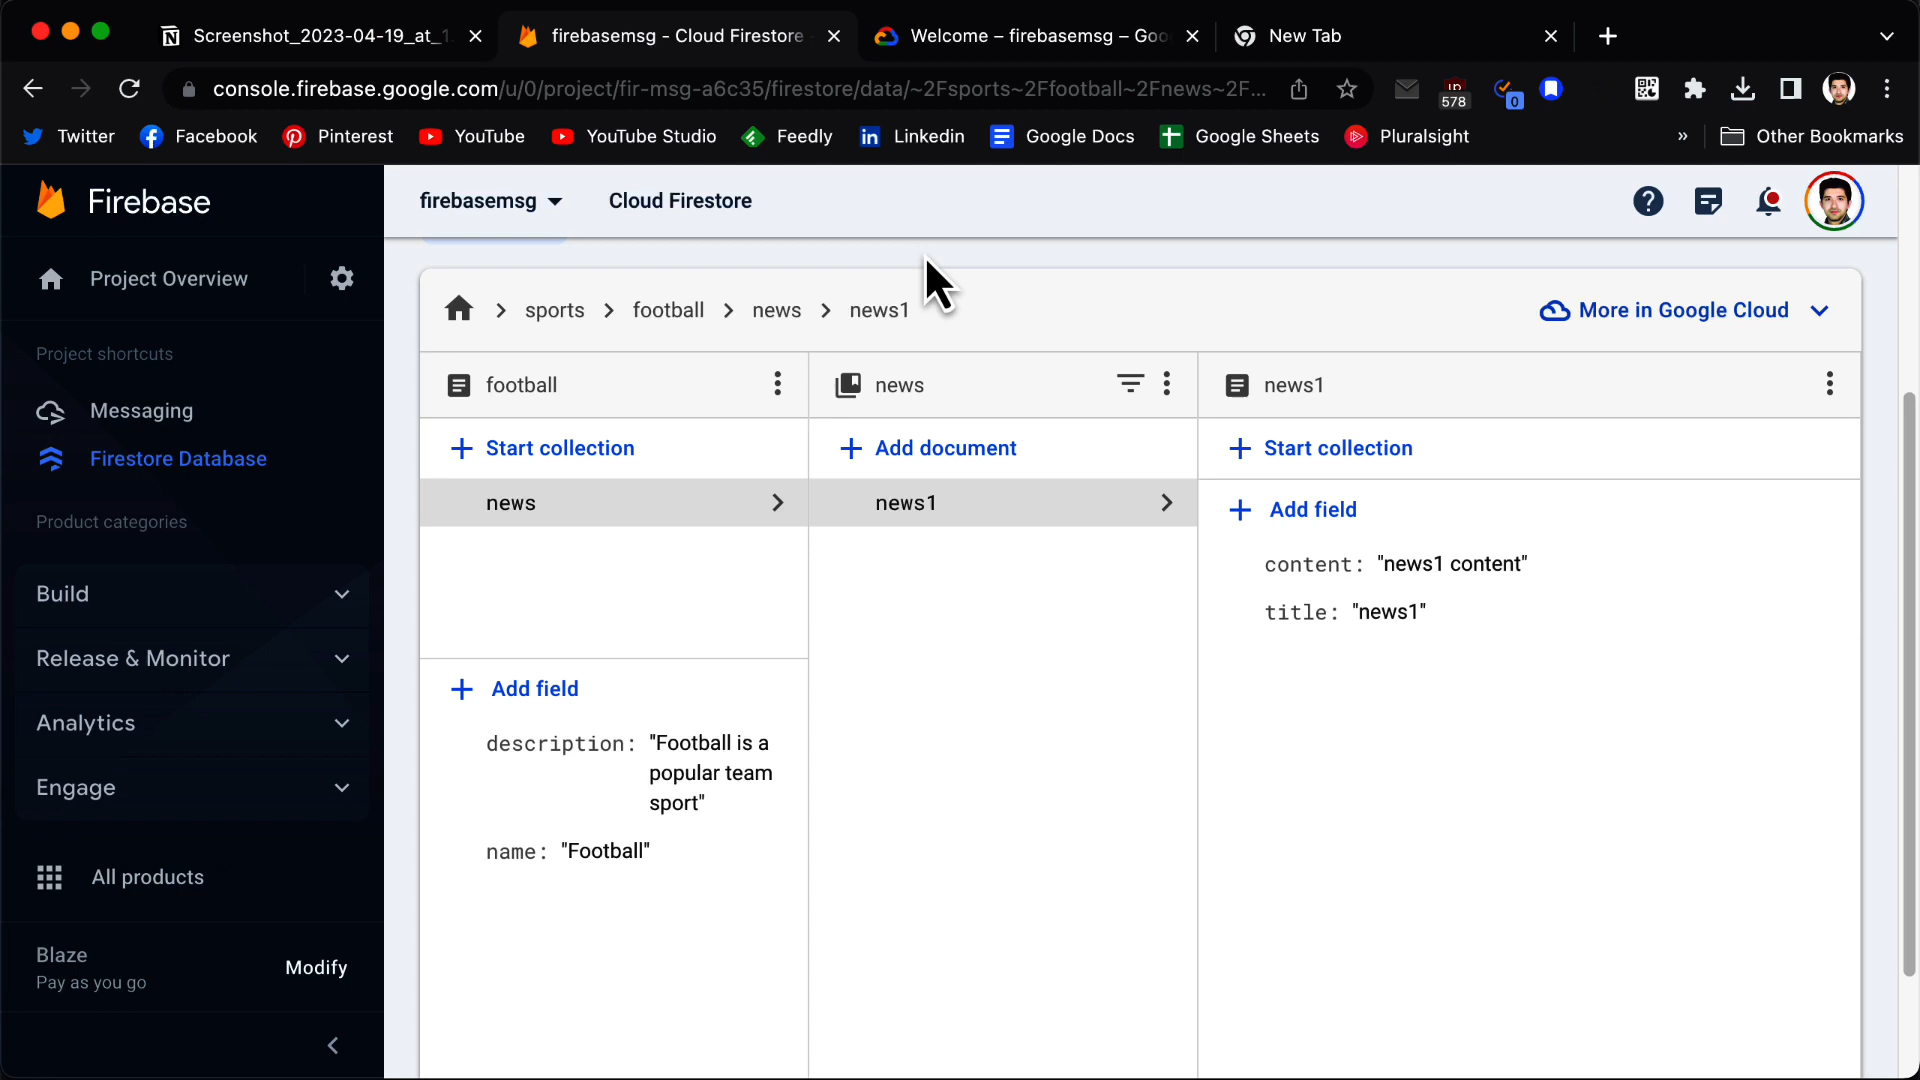 Screenshot_2023-04-19_at_1
firebasemsg - Cloud Firestore
Welcome – firebasemsg – Goo
New Tab
console.firebase.google.com/u/0/project/fir-msg-a6c35/firestore/data/~2Fsports~2Ffootball~2Fnews~2F...
578
0
Twitter
Facebook
Pinterest
YouTube
YouTube Studio
Feedly
Linkedin
Google Docs
Google Sheets
Pluralsight
»
Other Bookmarks
Firebase
firebasemsg
Cloud Firestore
Project Overview
Project shortcuts
Messaging
Firestore Database
Product categories
Build
Release & Monitor
Analytics
Engage
All products
Blaze
Pay as you go
Modify
sports > football > news > news1
More in Google Cloud
football
news
news1
+ Start collection
+ Add document
+ Start collection
news
news1
+ Add field
content: "news1 content"
title: "news1"
+ Add field
description: "Football is a
popular team
sport"
name: "Football"